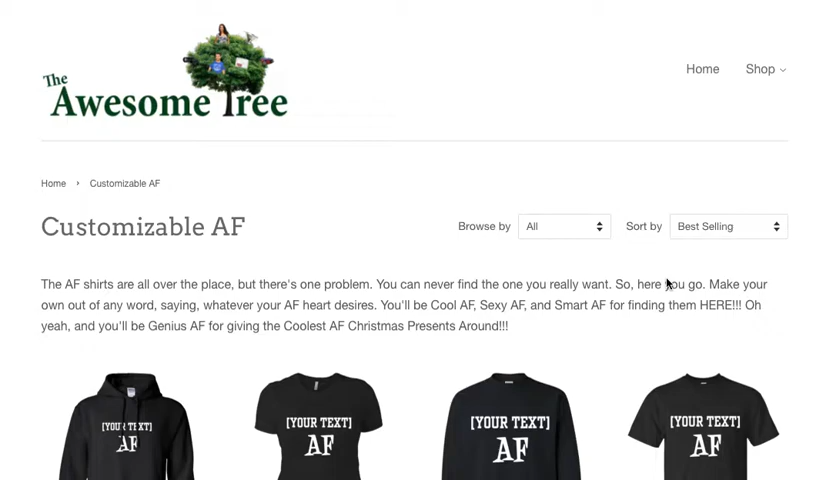 The
Awesome Tree
Home Shop
Home › Customizable AF
Customizable AF
Browse by All Sort by Best Selling
The AF shirts are all over the place, but there's one problem. You can never find the one you really want. So, here you go. Make your
own out of any word, saying, whatever your AF heart desires. You'll be Cool AF, Sexy AF, and Smart AF for finding them HERE!!! Oh
yeah, and you'll be Genius AF for giving the Coolest AF Christmas Presents Around!!!
[YOUR TEXT] [YOUR TEXT] [YOUR TEXT] [YOUR TEXT]
AF AF AF AF